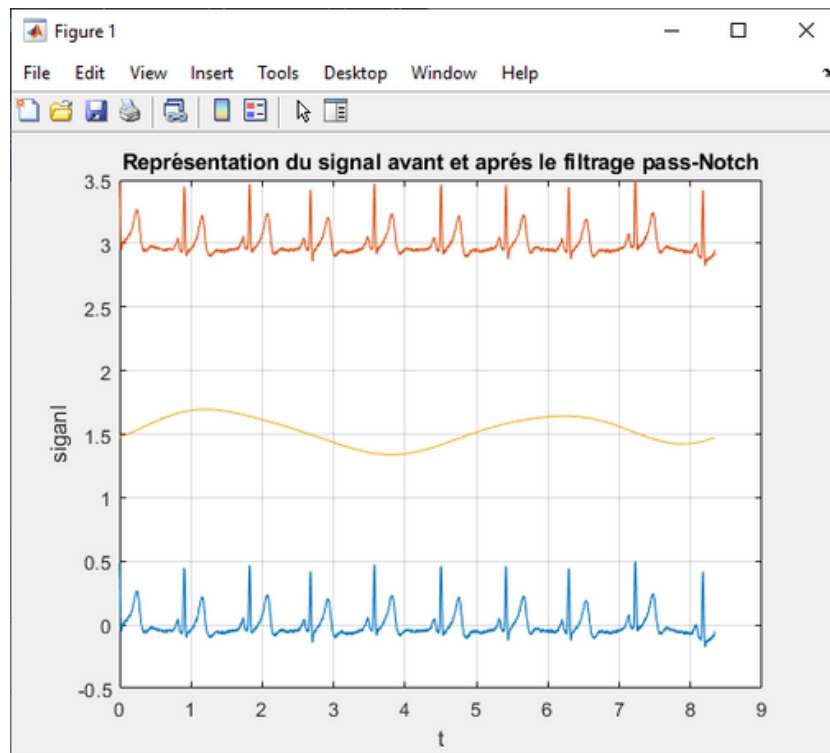 Figure 1
File Edit View Insert Tools Desktop Window Help
Représentation du signal avant et aprés le filtrage pass-Notch
3.5
3
2.5
2
1.5
1
0.5
0
-0.5
siganl
0 1 2 3 4 5 6 7 8 9
t